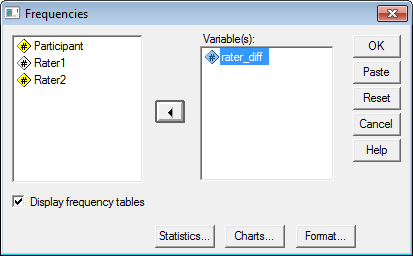 Frequencies
Participant
Rater1
Rater2
Variable(s):
rater_diff
OK
Paste
Reset
Cancel
Help
Display frequency tables
Statistics...
Charts...
Format...